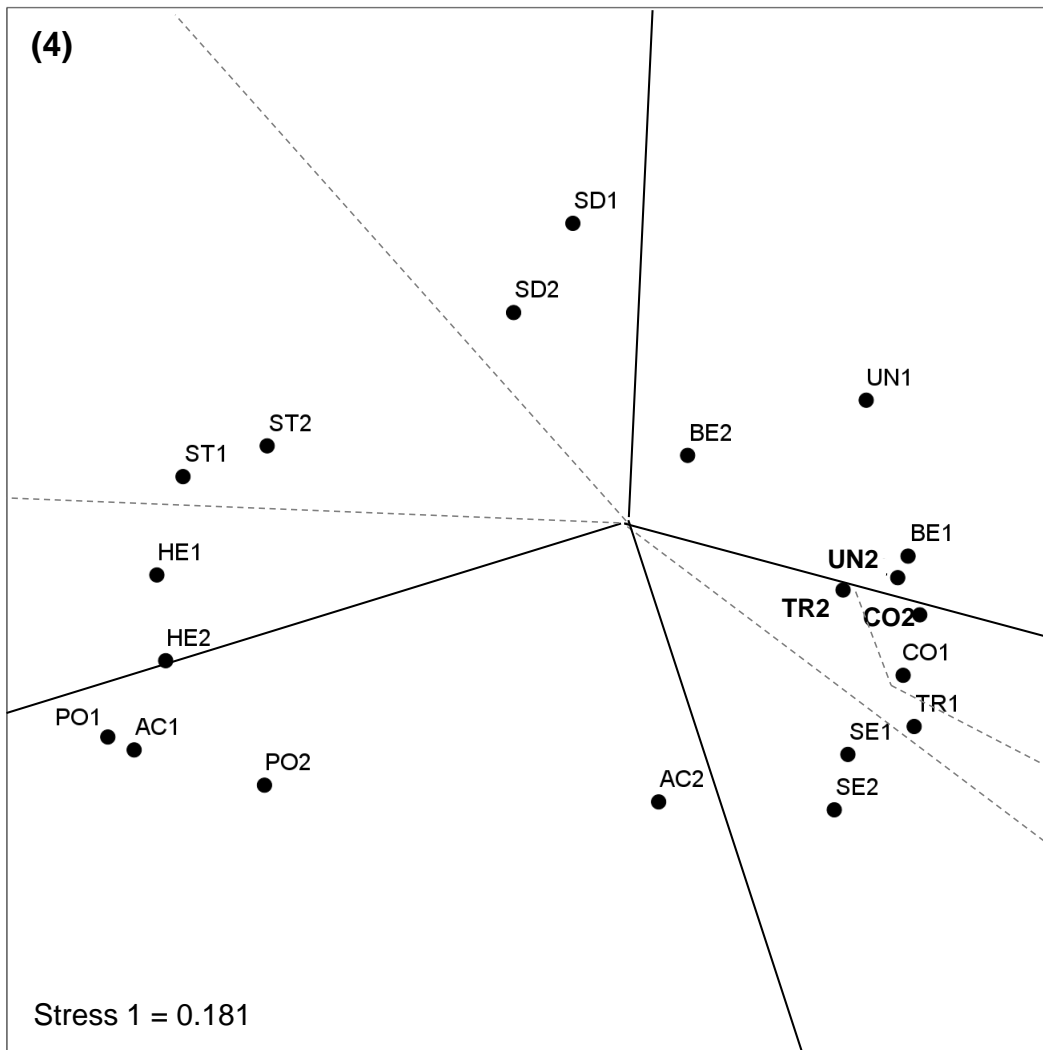 (4)
SD1
SD2
UN1
ST2
BE2
ST1
BE1
HE1
UN2
TR2
CO2
HE2
CO1
TR1
PO1
AC1
SE1
PO2
AC2
SE2
Stress 1 = 0.181